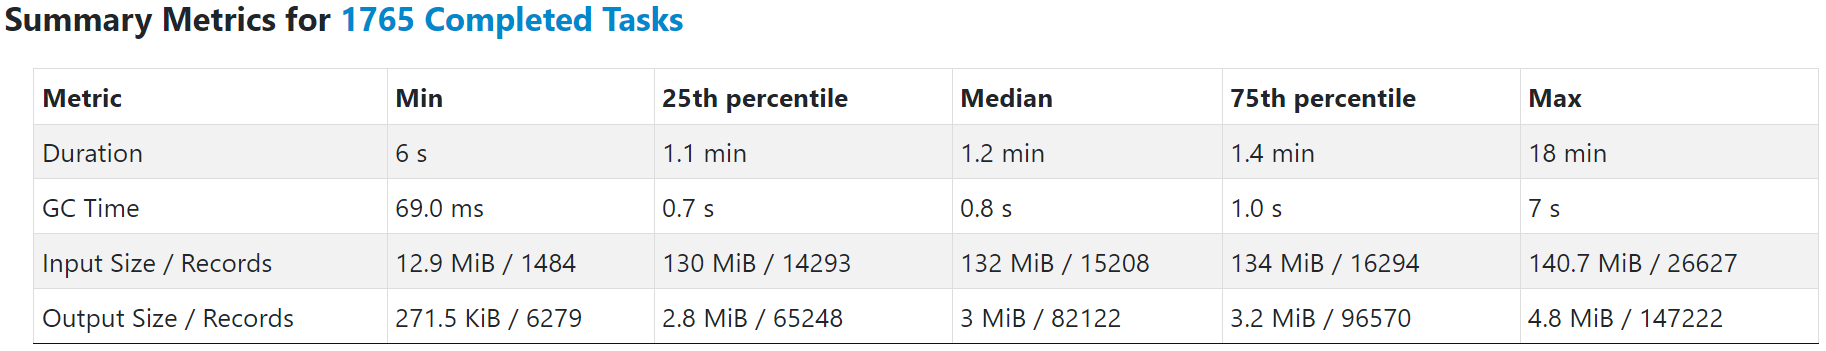 Summary Metrics for 1765 Completed Tasks
Metric Min 25th percentile Median 75th percentile Max
Duration 6 s 1.1 min 1.2 min 1.4 min 18 min
GC Time 69.0 ms 0.7 s 0.8 s 1.0 s 7 s
Input Size / Records 12.9 MiB / 1484 130 MiB / 14293 132 MiB / 15208 134 MiB / 16294 140.7 MiB / 26627
Output Size / Records 271.5 KiB / 6279 2.8 MiB / 65248 3 MiB / 82122 3.2 MiB / 96570 4.8 MiB / 147222